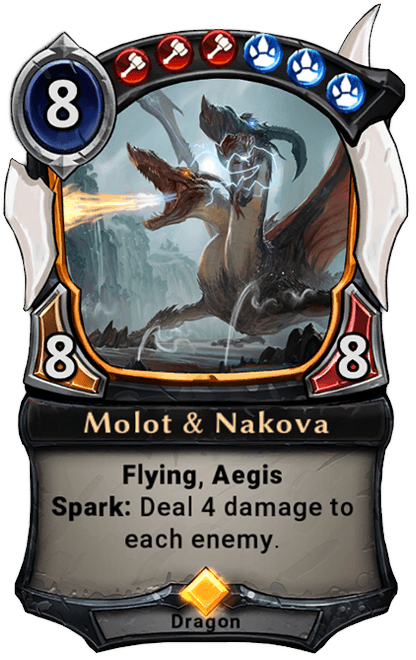 8
8
8
Molot & Nakova
Flying, Aegis
Spark: Deal 4 damage to
each enemy.
Dragon